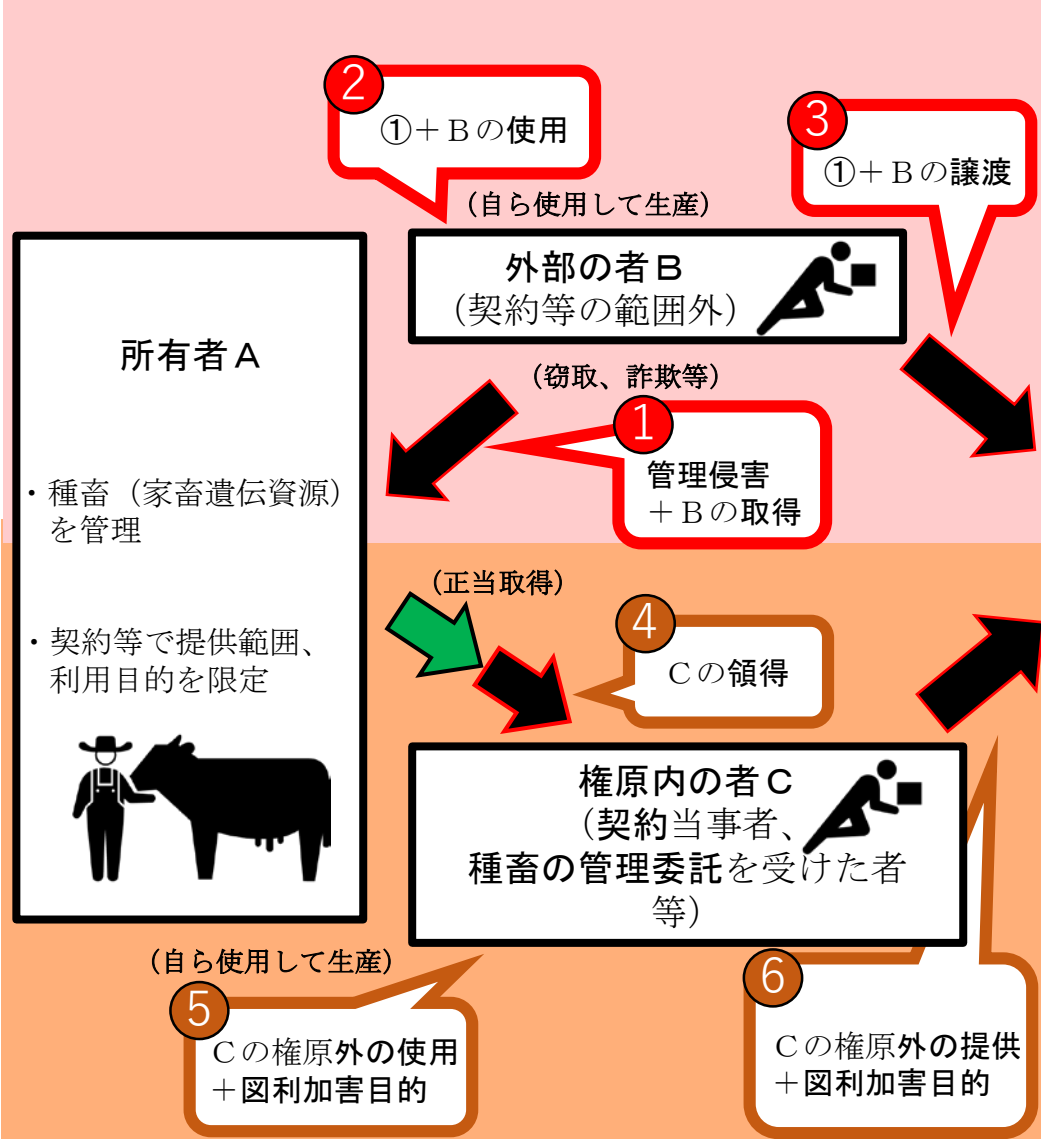 2
①+Bの使用
3
①+Bの譲渡
(自ら使用して生産)
外部の者B
(契約等の範囲外)
所有者A
・種畜(家畜遺伝資源)
を管理
・契約等で提供範囲、
利用目的を限定
(窃取、詐欺等)
1
管理侵害
+Bの取得
(正当取得)
4
Cの領得
権原内の者C
(契約当事者、
種畜の管理委託を受けた者
等)
(自ら使用して生産)
5
Cの権原外の使用
+図利加害目的
6
Cの権原外の提供
+図利加害目的